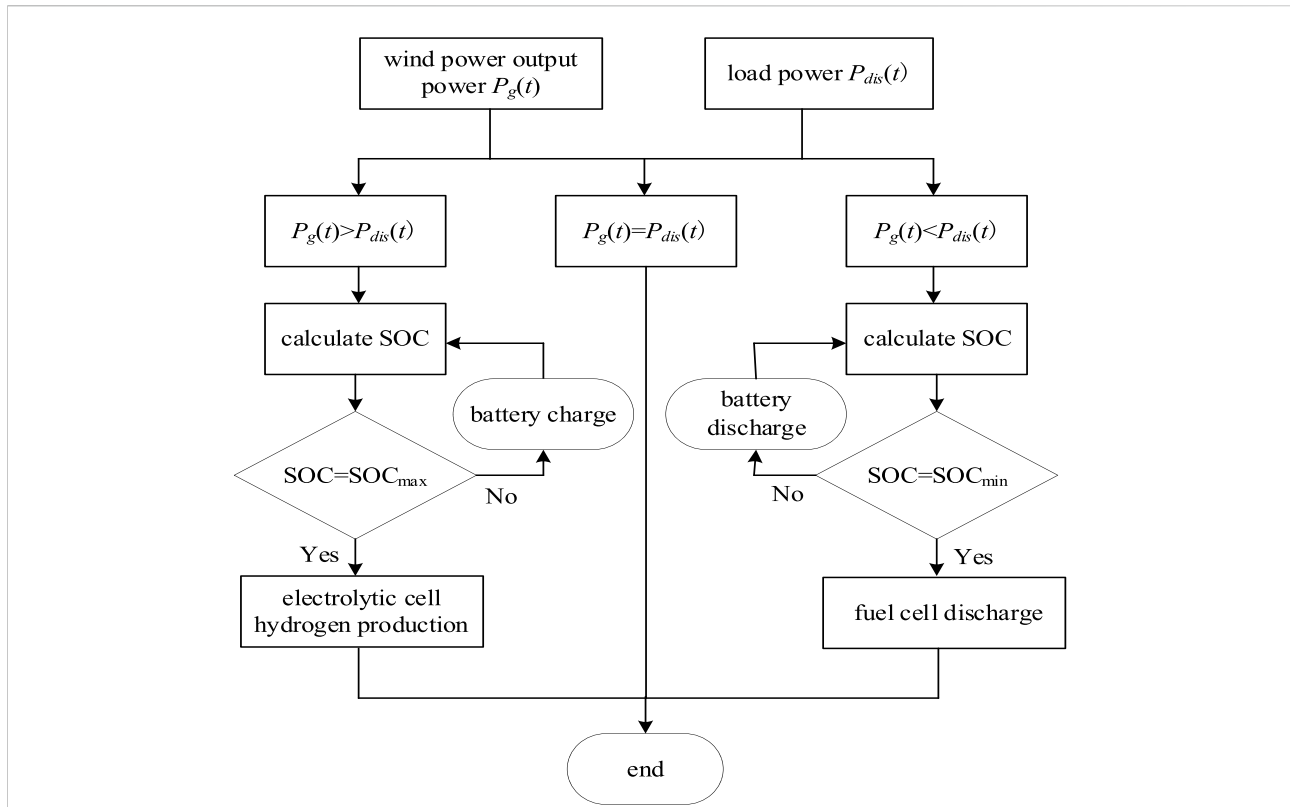 wind power output
power Pg(t)
load power Pdis(t)
Pg(t)>Pdis(t)
Pg(t)=Pdis(t)
Pg(t)<Pdis(t)
calculate SOC
calculate SOC
battery charge
battery
discharge
SOC=SOCmax
No
No
SOC=SOCmin
Yes
Yes
electrolytic cell
hydrogen production
fuel cell discharge
end